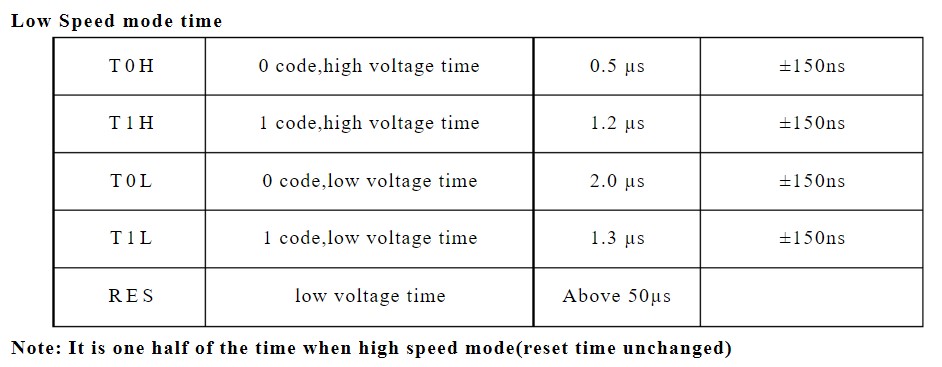 Low Speed mode time
T0H 0 code,high voltage time 0.5 μs ±150ns
T1H 1 code,high voltage time 1.2 μs ±150ns
T0L 0 code,low voltage time 2.0 μs ±150ns
T1L 1 code,low voltage time 1.3 μs ±150ns
RES low voltage time Above 50μs
Note: It is one half of the time when high speed mode(reset time unchanged)